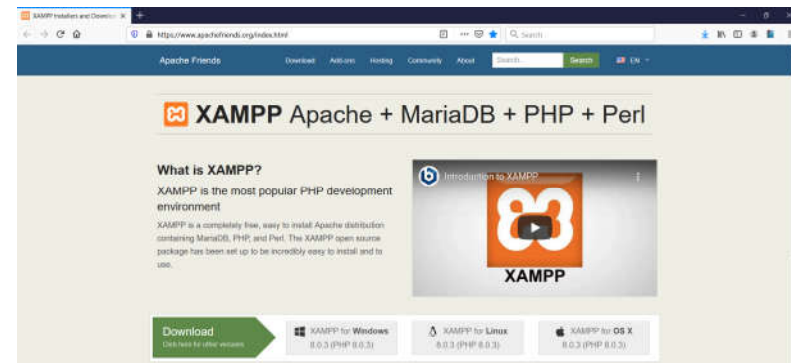 XAMPP Installers and Downloa
https://www.apachefriends.org/index.html
Search
Apache Friends
Download Add-ons Hosting Community About Search... Search EN
XAMPP Apache + MariaDB + PHP + Perl
What is XAMPP?
XAMPP is the most popular PHP development
environment
XAMPP is a completely free, easy to install Apache distribution
containing MariaDB, PHP, and Perl. The XAMPP open source
package has been set up to be incredibly easy to install and to
use.
Introduction to XAMPP
XAMPP
Download
Click here for other versions
XAMPP for Windows
8.0.3 (PHP 8.0.3)
XAMPP for Linux
8.0.3 (PHP 8.0.3)
XAMPP for OS X
8.0.3 (PHP 8.0.3)